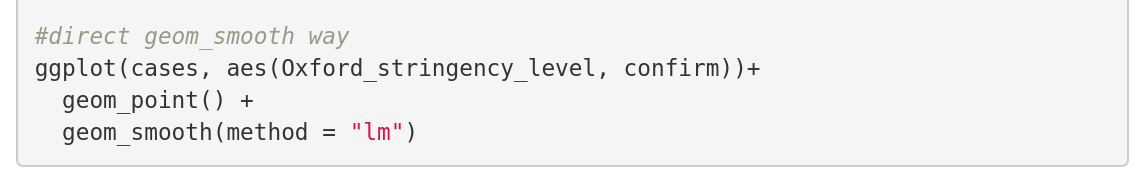 #direct geom_smooth way
ggplot(cases, aes(Oxford_stringency_level, confirm))+
  geom_point() +
  geom_smooth(method = "lm")